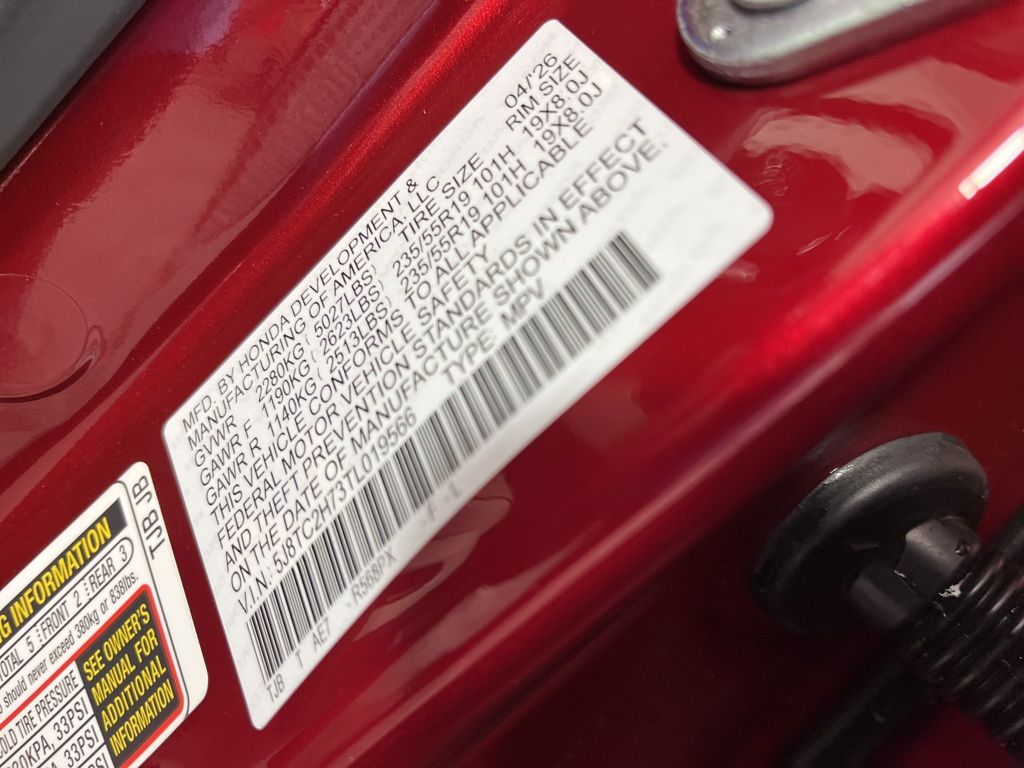 MFD. BY HONDA DEVELOPMENT &
MANUFACTURING OF AMERICA, LLC 04/'26
GVWR 2280KG ( 5027LBS) TIRE SIZE RIM SIZE
GAWR F 1190KG ( 2623LBS) 235/55R19 101H 19X8.0J
GAWR R 1140KG ( 2513LBS) 235/55R19 101H 19X8.0J
THIS VEHICLE CONFORMS TO ALL APPLICABLE
FEDERAL MOTOR VEHICLE SAFETY
AND THEFT PREVENTION STANDARDS IN EFFECT
ON THE DATE OF MANUFACTURE SHOWN ABOVE.
V.I.N: 5J8TC2H73TL019566 TYPE: MPV
T AE7 -R568PX
TJB
TJB JB
INFORMATION
TOTAL 5 FRONT 2 REAR 3
should never exceed 380kg or 838lbs.
COLD TIRE PRESSURE
KPA, 33PSI
33PSI
SEE OWNER'S
MANUAL FOR
ADDITIONAL
INFORMATION